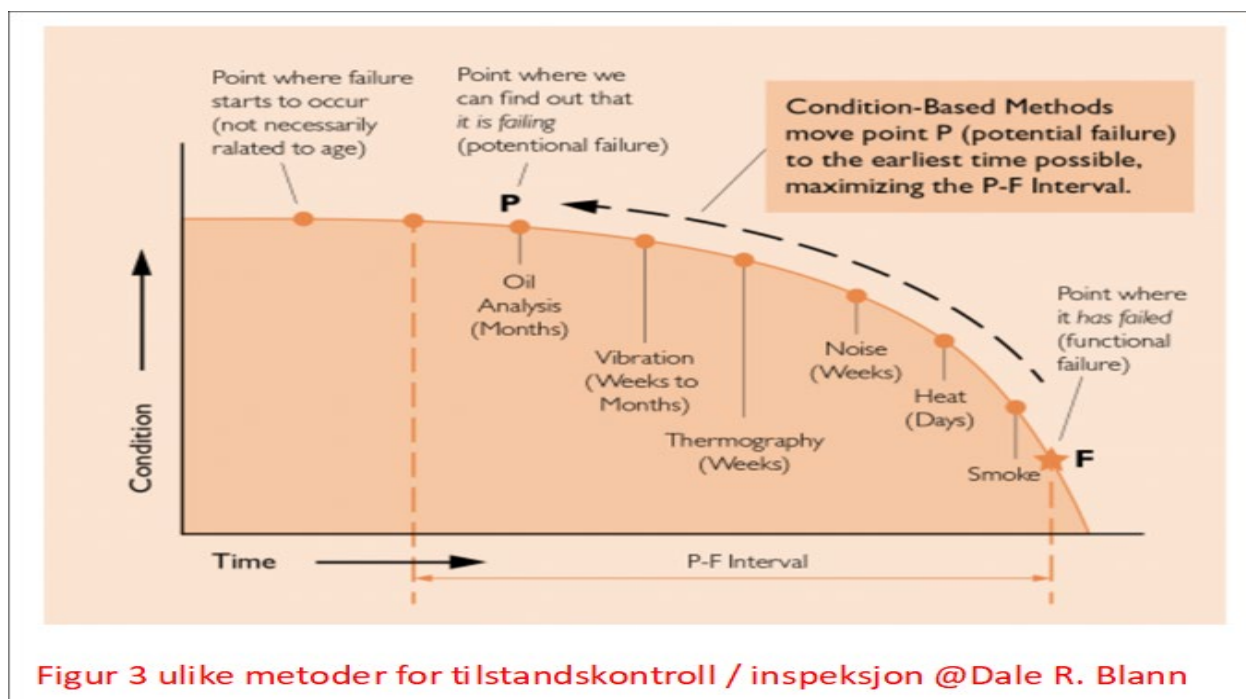 Point where failure
starts to occur
(not necessarily
ralated to age)
Point where we
can find out that
it is failing
(potentional failure)
Condition-Based Methods
move point P (potential failure)
to the earliest time possible,
maximizing the P-F Interval.
P
Oil
Analysis
(Months)
Vibration
(Weeks to
Months)
Thermography
(Weeks)
Noise
(Weeks)
Heat
(Days)
Smoke
Point where
it has failed
(functional
failure)
F
Condition
Time
P-F Interval
Figur 3 ulike metoder for tilstandskontroll / inspeksjon @Dale R. Blann